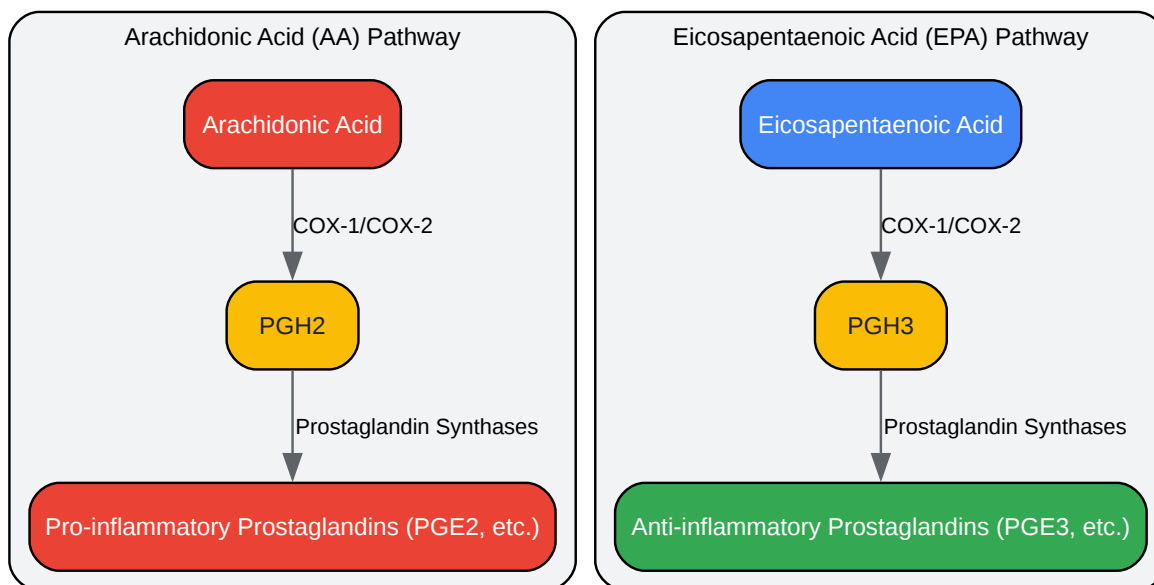 Arachidonic Acid (AA) Pathway
Arachidonic Acid
COX-1/COX-2
PGH2
Prostaglandin Synthases
Pro-inflammatory Prostaglandins (PGE2, etc.)
Eicosapentaenoic Acid (EPA) Pathway
Eicosapentaenoic Acid
COX-1/COX-2
PGH3
Prostaglandin Synthases
Anti-inflammatory Prostaglandins (PGE3, etc.)